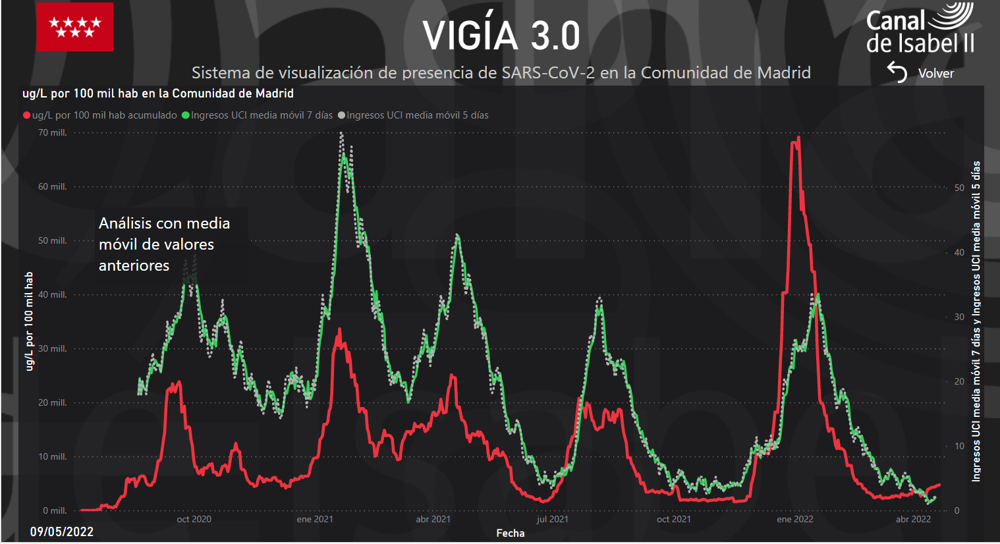 VIGÍA 3.0
Canal
de Isabel II
Sistema de visualización de presencia de SARS-CoV-2 en la Comunidad de Madrid
Volver
ug/L por 100 mil hab en la Comunidad de Madrid
ug/L por 100 mil hab acumulado Ingresos UCI media móvil 7 días Ingresos UCI media móvil 5 días
70 mill.
60 mill.
50 mill.
40 mill.
30 mill.
20 mill.
10 mill.
0 mill.
ug/L por 100 mil hab
Análisis con media
móvil de valores
anteriores
50
40
30
20
10
0
Ingresos UCI media móvil 7 días y Ingresos UCI media móvil 5 días
oct 2020 ene 2021 abr 2021 jul 2021 oct 2021 ene 2022 abr 2022
Fecha
09/05/2022